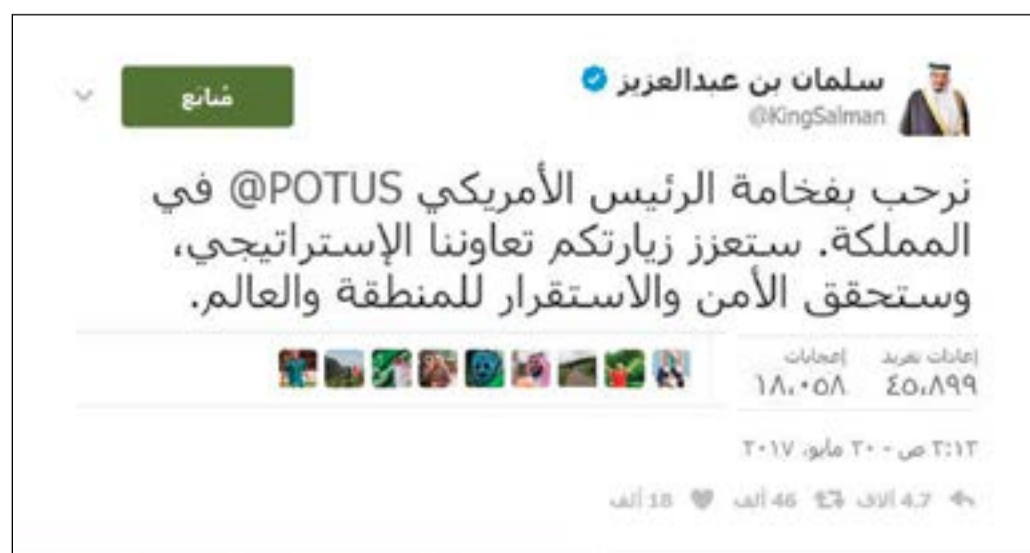 سلمان بن عبدالعزيز
@KingSalman
مُتابع
نرحب بفخامة الرئيس الأمريكي @POTUS في
المملكة. ستعزز زيارتكم تعاوننا الإستراتيجي،
وستحقق الأمن والاستقرار للمنطقة والعالم.
إعادات تغريد إعجابات
٤٥،٨٩٩ ١٨،٠٥٨
٣:١٣ ص - ٢٠ مايو، ٢٠١٧
4.7 آلاف 46 ألف 18 ألف